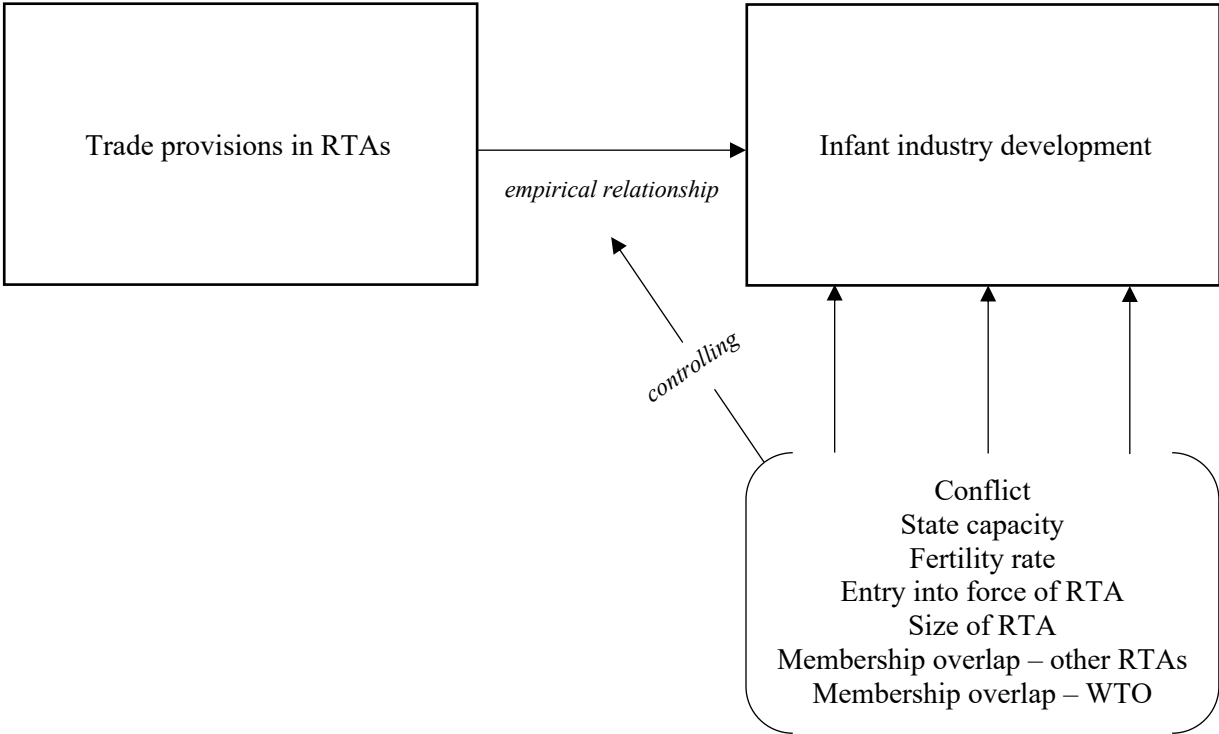 Trade provisions in RTAs
Infant industry development
empirical relationship
controlling
Conflict
State capacity
Fertility rate
Entry into force of RTA
Size of RTA
Membership overlap – other RTAs
Membership overlap – WTO